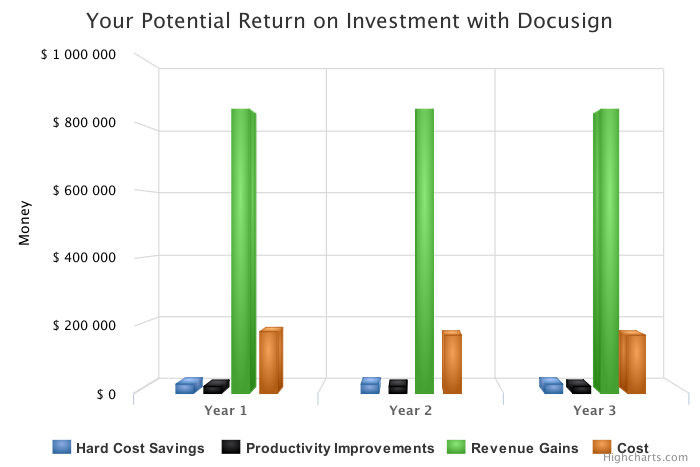 Your Potential Return on Investment with Docusign
$ 1 000 000
$ 800 000
$ 600 000
$ 400 000
$ 200 000
$ 0
Money
Year 1 Year 2 Year 3
Hard Cost Savings Productivity Improvements Revenue Gains Cost
Highcharts.com